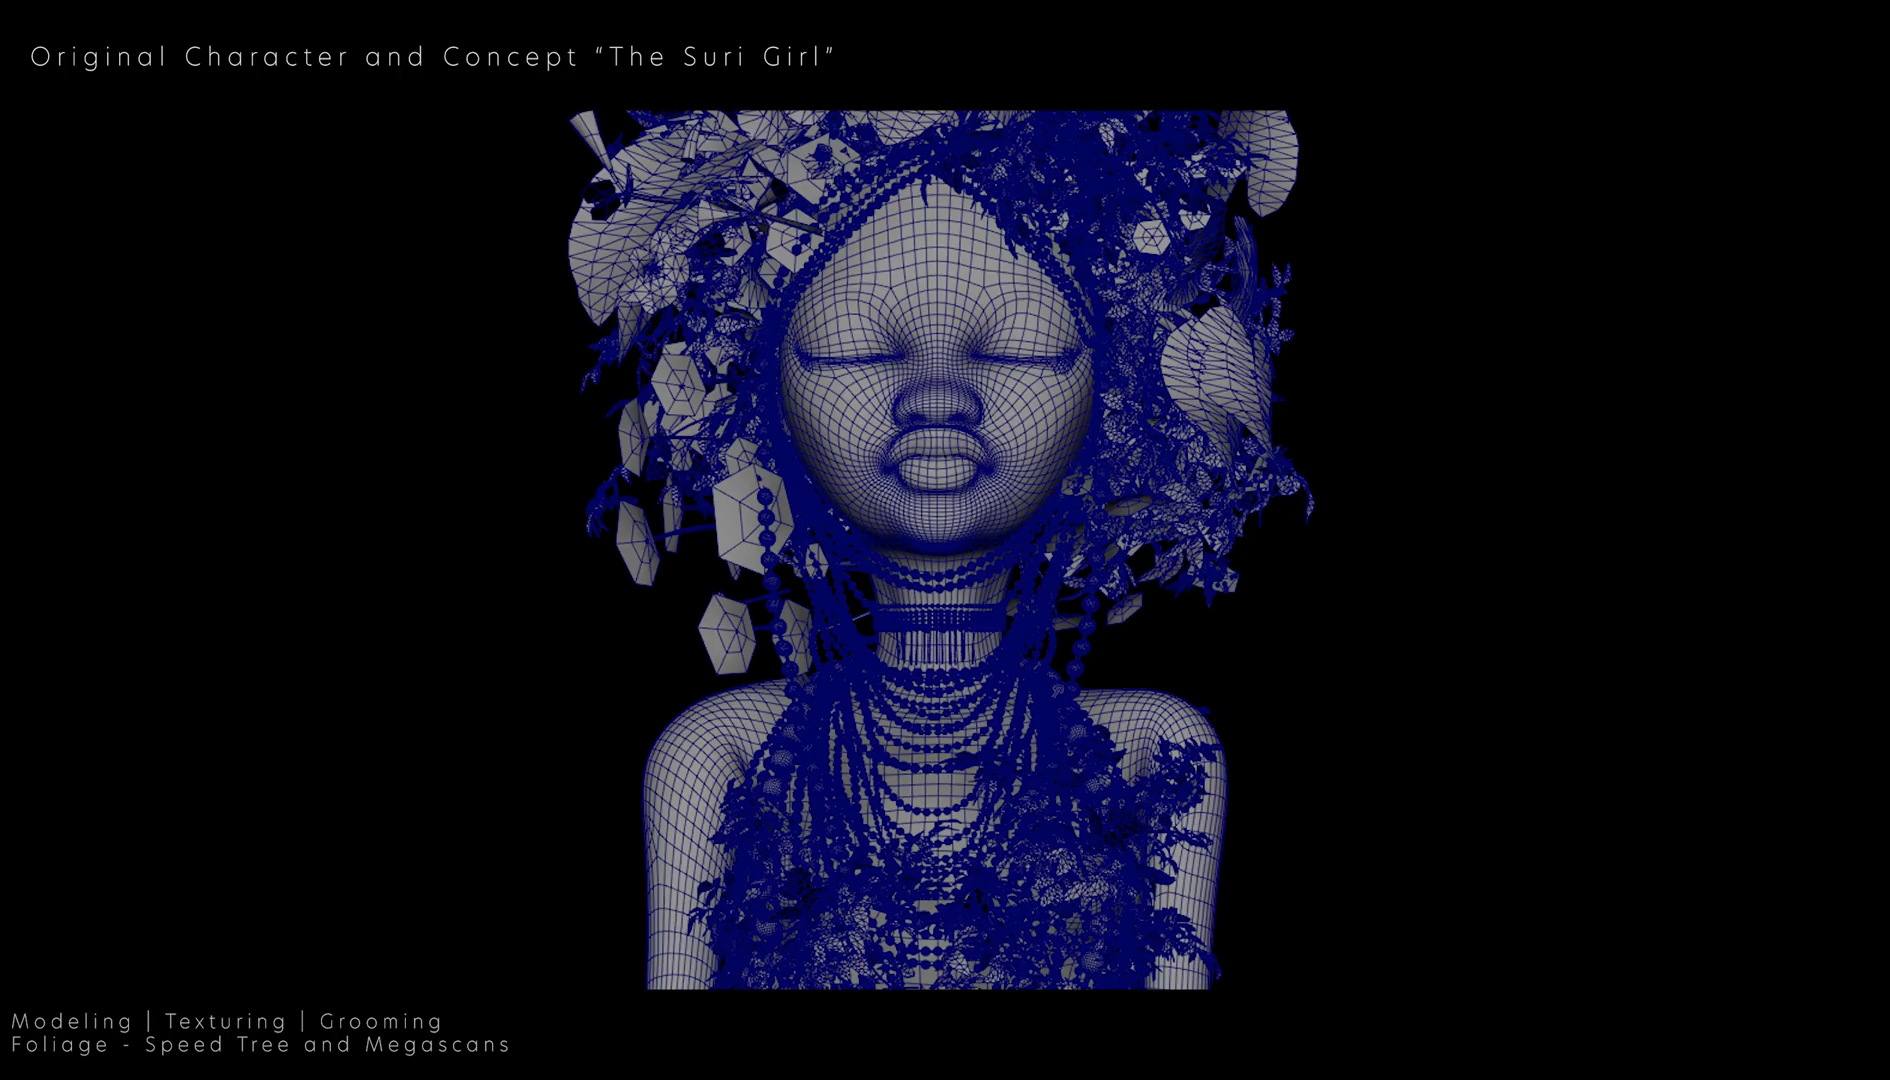 Original Character and Concept “The Suri Girl”
Modeling | Texturing | Grooming
Foliage - Speed Tree and Megascans